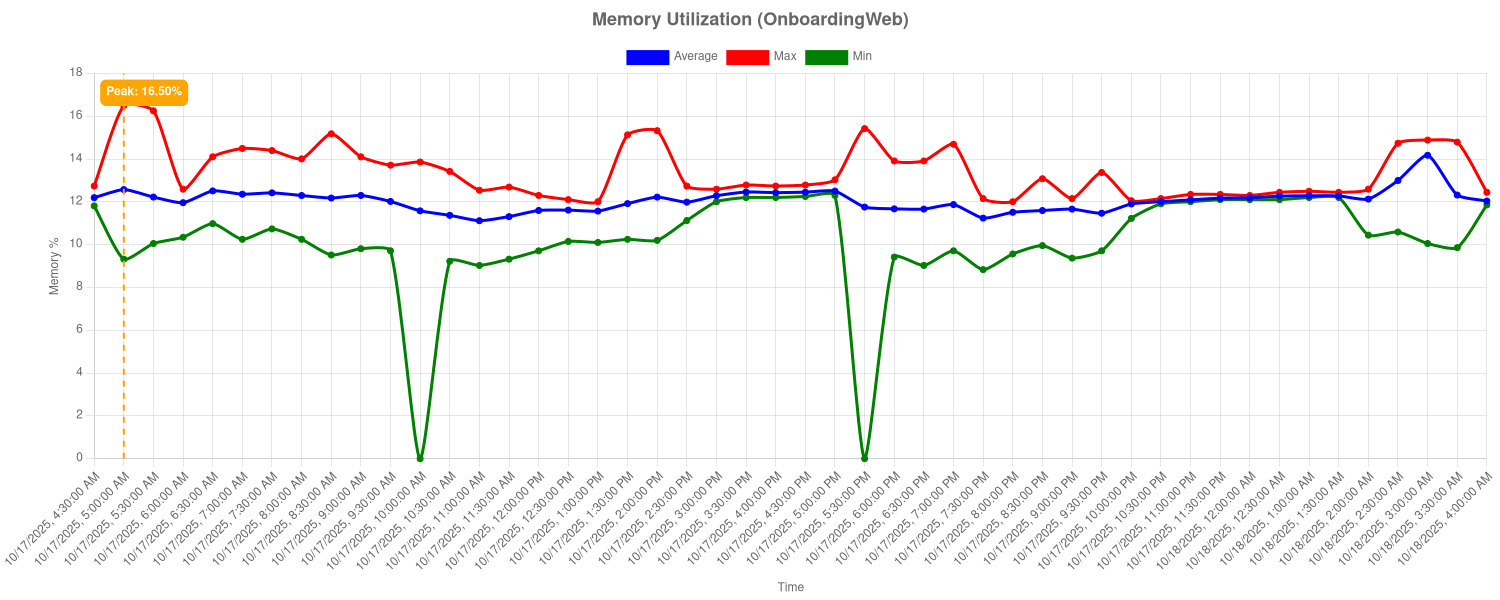 Memory Utilization (OnboardingWeb)
Average Max Min
Peak: 16.50%
18
16
14
12
10
8
6
4
2
0
Memory %
10/17/2025, 4:30:00 AM
10/17/2025, 5:00:00 AM
10/17/2025, 5:30:00 AM
10/17/2025, 6:00:00 AM
10/17/2025, 6:30:00 AM
10/17/2025, 7:00:00 AM
10/17/2025, 7:30:00 AM
10/17/2025, 8:00:00 AM
10/17/2025, 8:30:00 AM
10/17/2025, 9:00:00 AM
10/17/2025, 9:30:00 AM
10/17/2025, 10:00:00 AM
10/17/2025, 10:30:00 AM
10/17/2025, 11:00:00 AM
10/17/2025, 11:30:00 AM
10/17/2025, 12:00:00 PM
10/17/2025, 12:30:00 PM
10/17/2025, 1:00:00 PM
10/17/2025, 1:30:00 PM
10/17/2025, 2:00:00 PM
10/17/2025, 2:30:00 PM
10/17/2025, 3:00:00 PM
10/17/2025, 3:30:00 PM
10/17/2025, 4:00:00 PM
10/17/2025, 4:30:00 PM
10/17/2025, 5:00:00 PM
10/17/2025, 5:30:00 PM
10/17/2025, 6:00:00 PM
10/17/2025, 6:30:00 PM
10/17/2025, 7:00:00 PM
10/17/2025, 7:30:00 PM
10/17/2025, 8:00:00 PM
10/17/2025, 8:30:00 PM
10/17/2025, 9:00:00 PM
10/17/2025, 9:30:00 PM
10/17/2025, 10:00:00 PM
10/17/2025, 10:30:00 PM
10/17/2025, 11:00:00 PM
10/17/2025, 11:30:00 PM
10/18/2025, 12:00:00 AM
10/18/2025, 12:30:00 AM
10/18/2025, 1:00:00 AM
10/18/2025, 1:30:00 AM
10/18/2025, 2:00:00 AM
10/18/2025, 2:30:00 AM
10/18/2025, 3:00:00 AM
10/18/2025, 3:30:00 AM
10/18/2025, 4:00:00 AM
Time